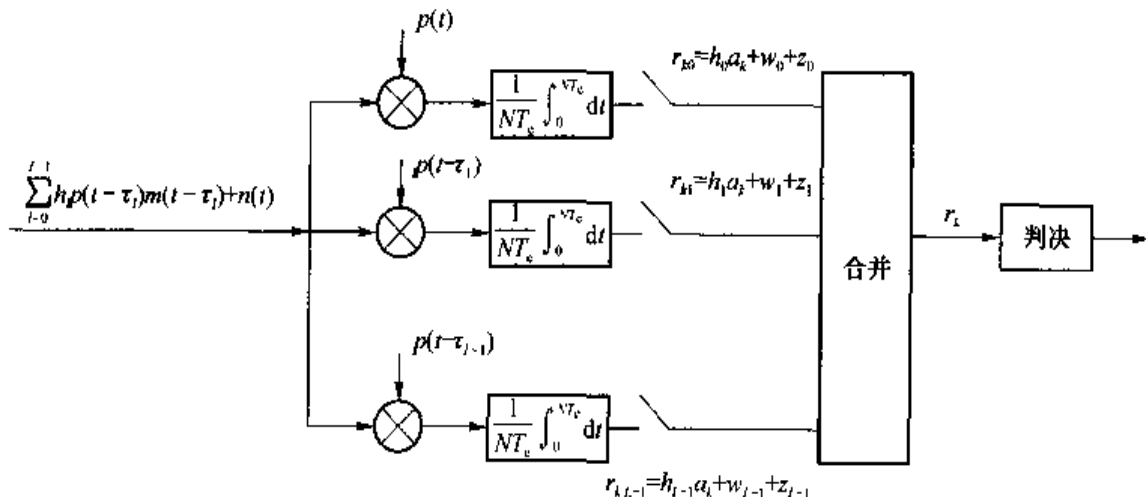 p(t)
1/NT_c ∫_0^{NT_c} dt
r_{k0}=h_0a_k+w_0+z_0
∑_{l=0}^{l-1} h_lp(t−τ_l)m(t−τ_l)+n(t)
p(t−τ_1)
1/NT_c ∫_0^{NT_c} dt
r_{k1}=h_1a_k+w_1+z_1
合并
r_k
判决
p(t−τ_{l-1})
1/NT_c ∫_0^{NT_c} dt
r_{k,l-1}=h_{l-1}a_k+w_{l-1}+z_{l-1}